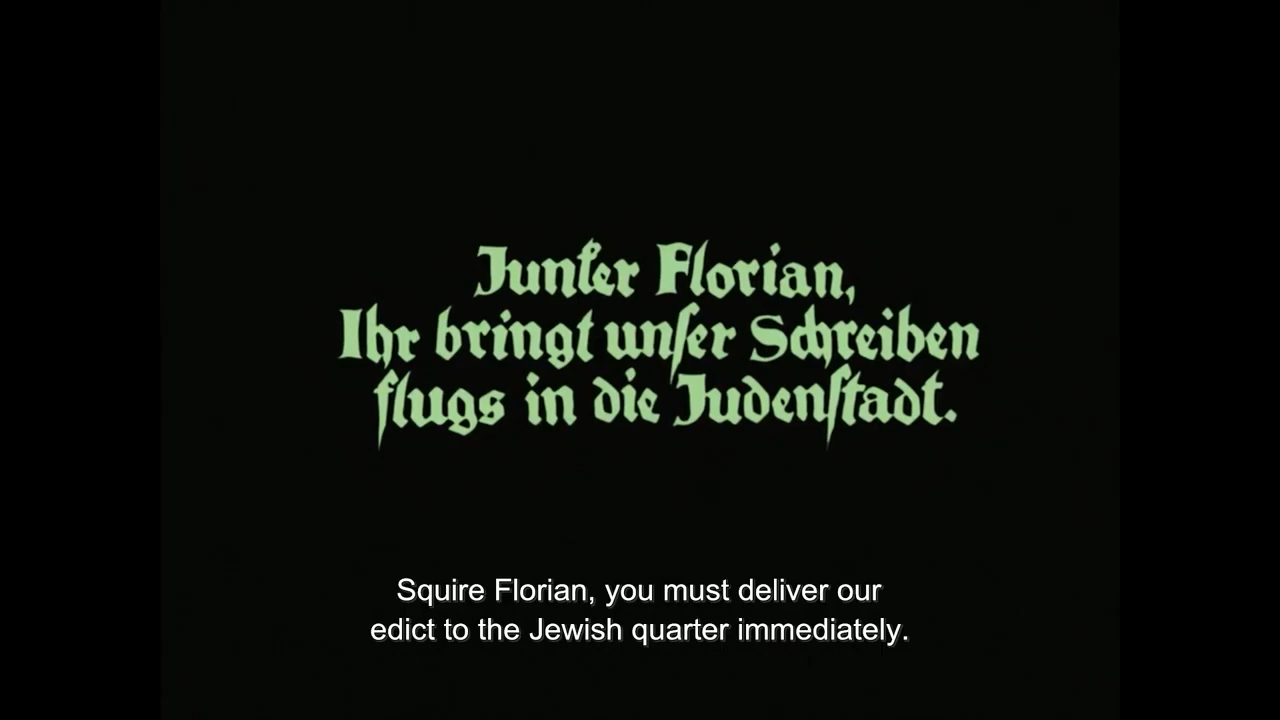 Junker Florian,
Ihr bringt unſer Schreiben
flugs in die Judenſtadt.
Squire Florian, you must deliver our
edict to the Jewish quarter immediately.